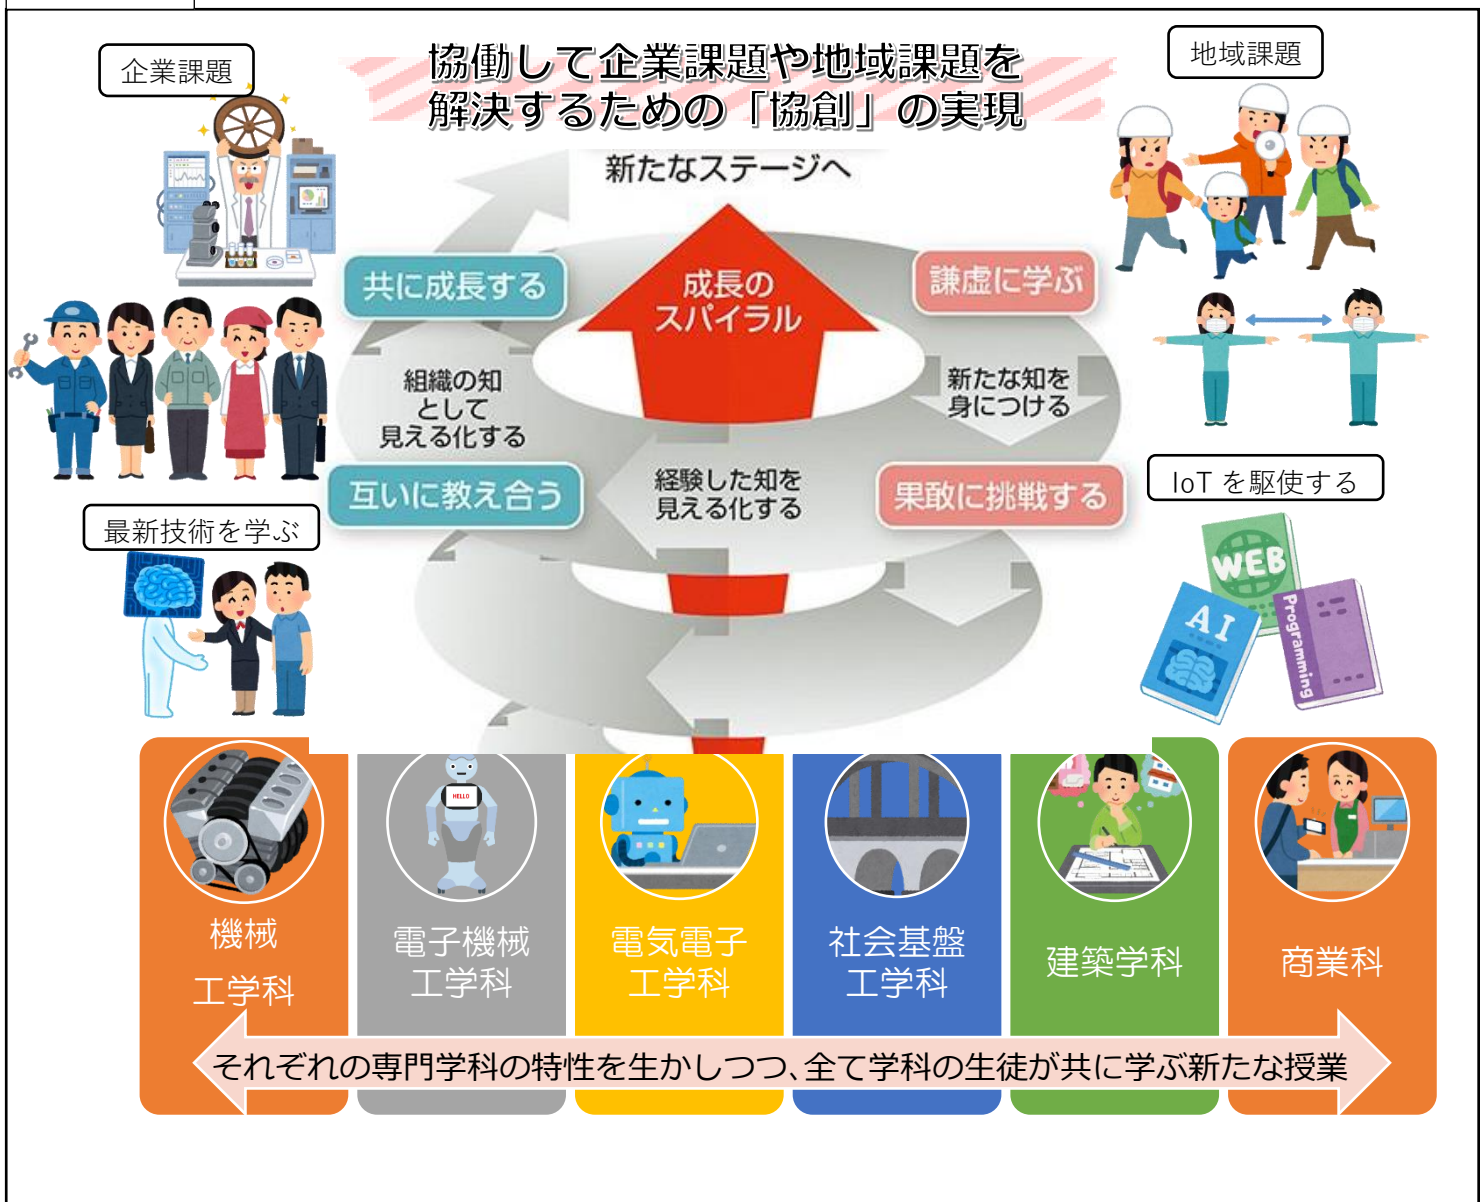 企業課題
協働して企業課題や地域課題を
解決するための「協創」の実現
地域課題
新たなステージへ
共に成長する
成長の
スパイラル
謙虚に学ぶ
組織の知
として
見える化する
新たな知を
身につける
互いに教え合う
経験した知を
見える化する
果敢に挑戦する
IoT を駆使する
最新技術を学ぶ
WEB
AI
Programming
HELLO
機械
工学科
電子機械
工学科
電気電子
工学科
社会基盤
工学科
建築学科
商業科
それぞれの専門学科の特性を生かしつつ、全て学科の生徒が共に学ぶ新たな授業